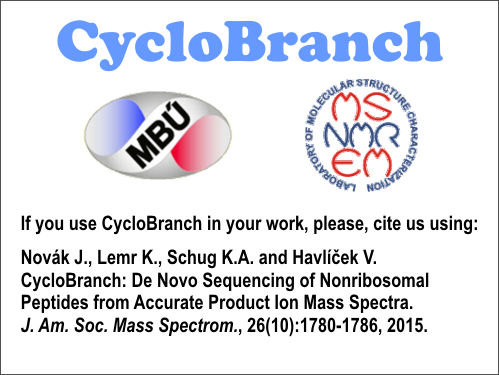 CycloBranch
MBÚ
LABORATORY OF MOLECULAR STRUCTURE CHARACTERIZATION
MS
NMR
EM
If you use CycloBranch in your work, please, cite us using:
Novák J., Lemr K., Schug K.A. and Havlíček V.
CycloBranch: De Novo Sequencing of Nonribosomal
Peptides from Accurate Product Ion Mass Spectra.
J. Am. Soc. Mass Spectrom., 26(10):1780-1786, 2015.